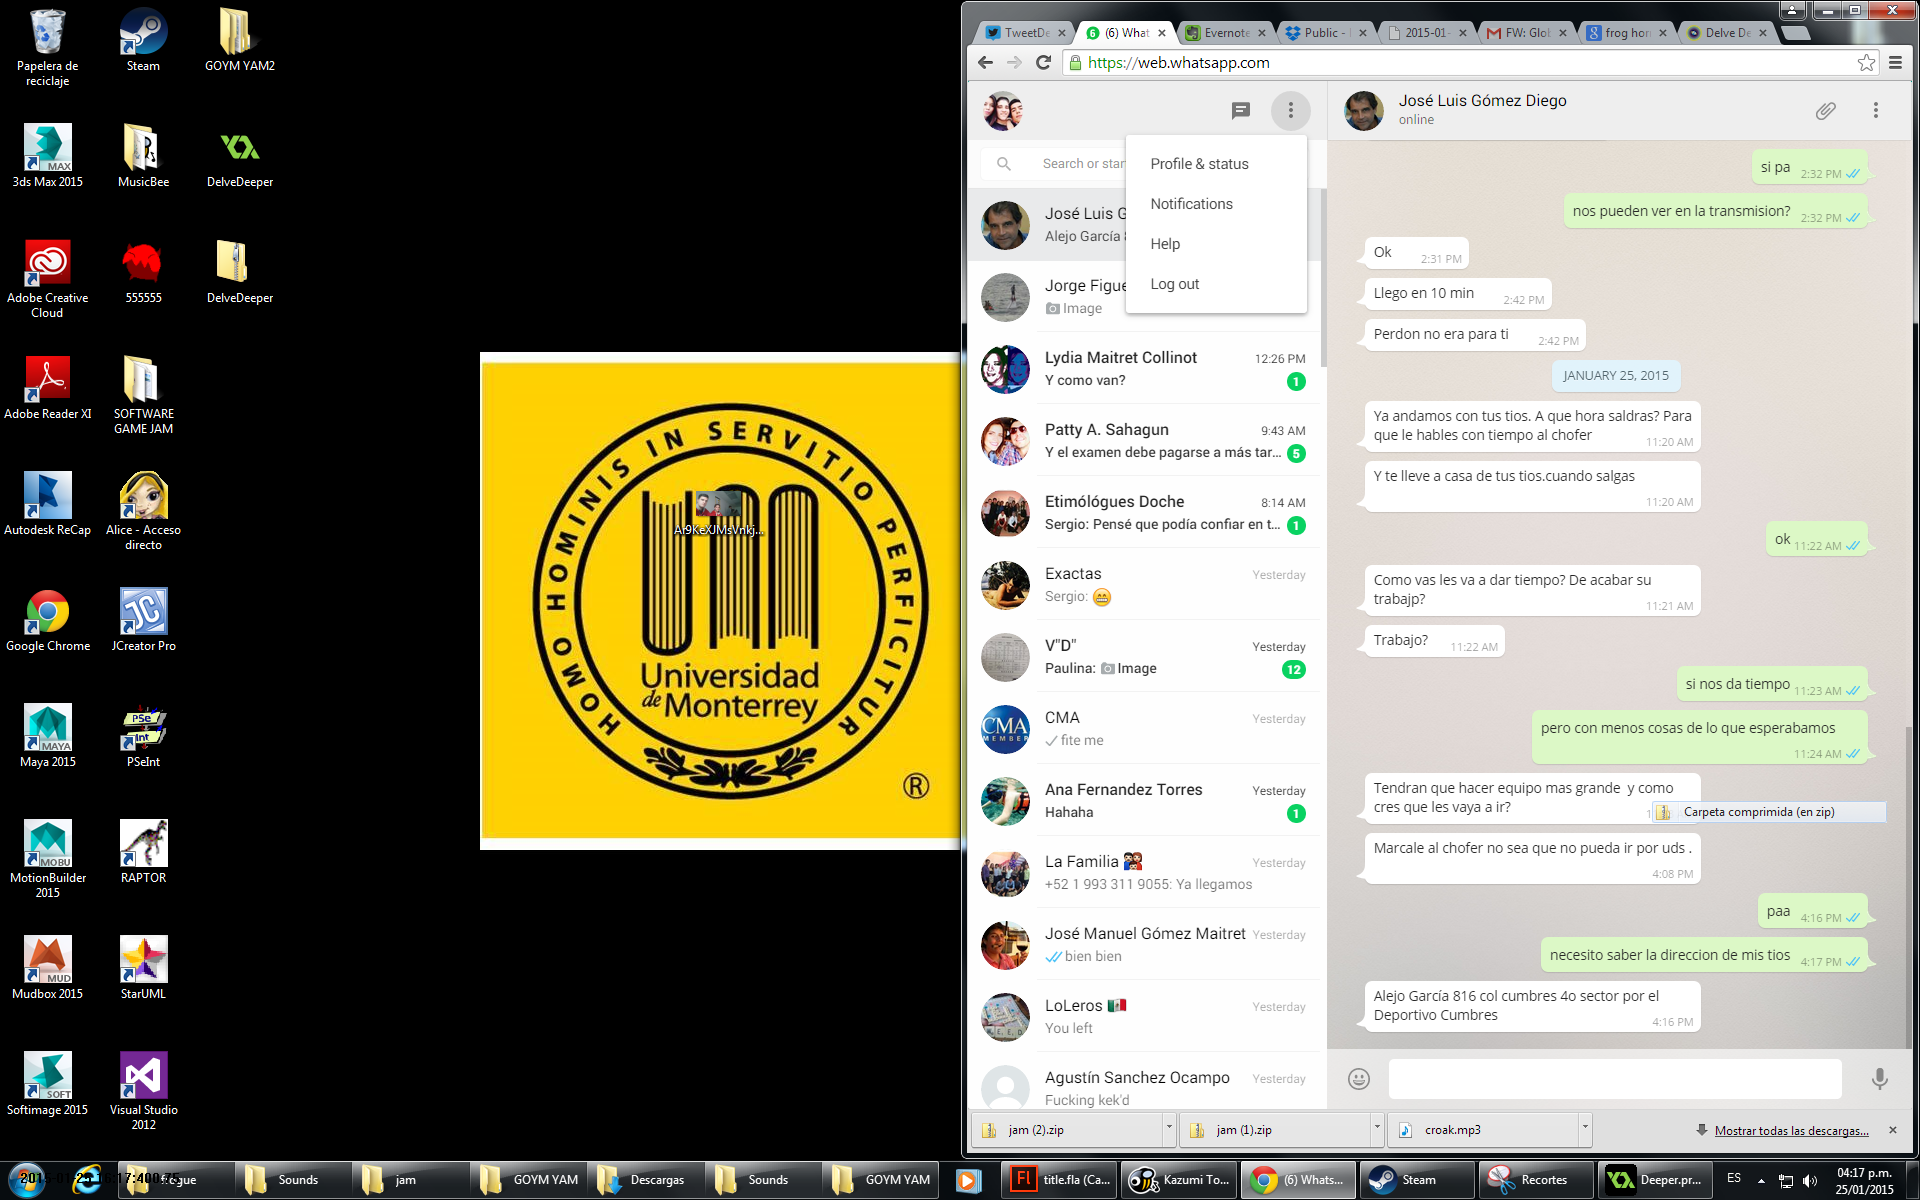 Papelera de
reciclaje
Steam
GOYM YAM2
3ds Max 2015
MusicBee
DelveDeeper
Adobe Creative
Cloud
555555
DelveDeeper
Adobe Reader XI
SOFTWARE
GAME JAM
Autodesk ReCap
Alice - Acceso
directo
Google Chrome
JCreator Pro
Maya 2015
PSeInt
MotionBuilder
2015
RAPTOR
Mudbox 2015
StarUML
Softimage 2015
Visual Studio
2012
HOMO HOMINIS IN SERVITIO PERFICITUR
Universidad
de Monterrey
®
Ar9KeXJMsVnkj...
TweetDe
(6) What
Evernote
Public -
2015-01-
FW: Glob
frog hon
Delve De
https://web.whatsapp.com
Search or star
Profile & status
Notifications
Help
Log out
José Luis G
Alejo García 8
Jorge Figue
Image
Lydia Maitret Collinot 12:26 PM
Y como van? 1
Patty A. Sahagun 9:43 AM
Y el examen debe pagarse a más tar... 5
Etimólógues Doche 8:14 AM
Sergio: Pensé que podía confiar en t... 1
Exactas Yesterday
Sergio: 😁
V"D" Yesterday
Paulina: Image 12
CMA Yesterday
fite me
CMA
MEMBER
Ana Fernandez Torres Yesterday
Hahaha 1
La Familia Yesterday
+52 1 993 311 9055: Ya llegamos
José Manuel Gómez Maitret Yesterday
bien bien
LoLeros 🇲🇽 Yesterday
You left
Agustín Sanchez Ocampo Yesterday
Fucking kek'd
José Luis Gómez Diego
online
si pa 2:32 PM
nos pueden ver en la transmision? 2:32 PM
Ok 2:31 PM
Llego en 10 min 2:42 PM
Perdon no era para ti 2:42 PM
JANUARY 25, 2015
Ya andamos con tus tios. A que hora saldras? Para
que le hables con tiempo al chofer 11:20 AM
Y te lleve a casa de tus tios.cuando salgas
11:20 AM
ok 11:22 AM
Como vas les va a dar tiempo? De acabar su
trabajp? 11:21 AM
Trabajo? 11:22 AM
si nos da tiempo 11:23 AM
pero con menos cosas de lo que esperabamos
11:24 AM
Tendran que hacer equipo mas grande y como
cres que les vaya a ir?
Carpeta comprimida (en zip)
Marcale al chofer no sea que no pueda ir por uds .
4:08 PM
paa 4:16 PM
necesito saber la direccion de mis tios 4:17 PM
Alejo García 816 col cumbres 4o sector por el
Deportivo Cumbres 4:16 PM
jam (2).zip
jam (1).zip
croak.mp3
Mostrar todas las descargas...
Sounds
jam
GOYM YAM
Descargas
Sounds
GOYM YAM
title.fla (Ca...
Kazumi To...
(6) Whats...
Steam
Recortes
Deeper.pr...
ES
04:17 p.m.
25/01/2015